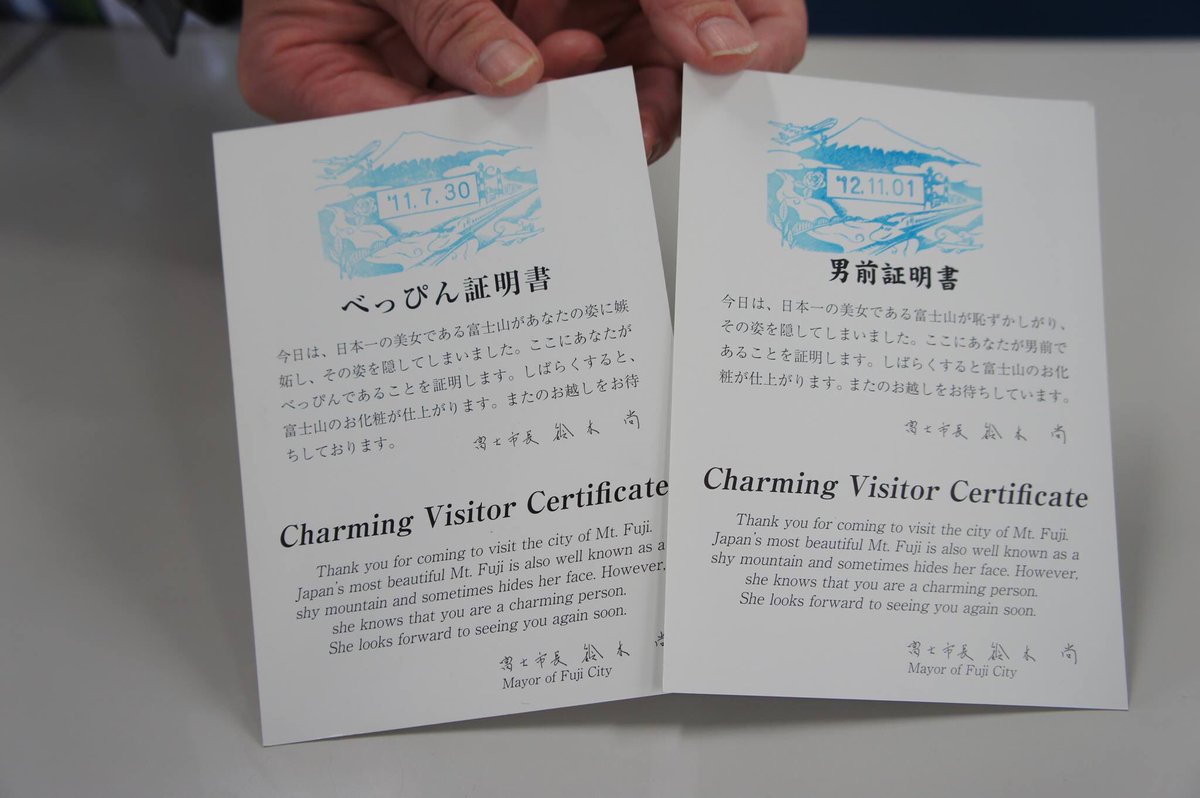 '11.7.30
べっぴん証明書
今日は、日本一の美女である富士山があなたの姿に嫉
妬し、その姿を隠してしまいました。ここにあなたが
べっぴんであることを証明します。しばらくすると、
富士山のお化粧が仕上がります。またのお越しをお待
ちしております。
富士市長 鈴木 尚
Charming Visitor Certificate
Thank you for coming to visit the city of Mt. Fuji.
Japan's most beautiful Mt. Fuji is also well known as a
shy mountain and sometimes hides her face. However,
she knows that you are a charming person.
She looks forward to seeing you again soon.
富士市長 鈴木 尚
Mayor of Fuji City
'12.11.01
男前証明書
今日は、日本一の美女である富士山が恥ずかしがり、
その姿を隠してしまいました。ここにあなたが男前で
あることを証明します。しばらくすると富士山のお化
粧が仕上がります。またのお越しをお待ちしています。
富士市長 鈴木 尚
Charming Visitor Certificate
Thank you for coming to visit the city of Mt. Fuji.
Japan's most beautiful Mt. Fuji is also well known as a
shy mountain and sometimes hides her face. However,
she knows that you are a charming person.
She looks forward to seeing you again soon.
富士市長 鈴木 尚
Mayor of Fuji City